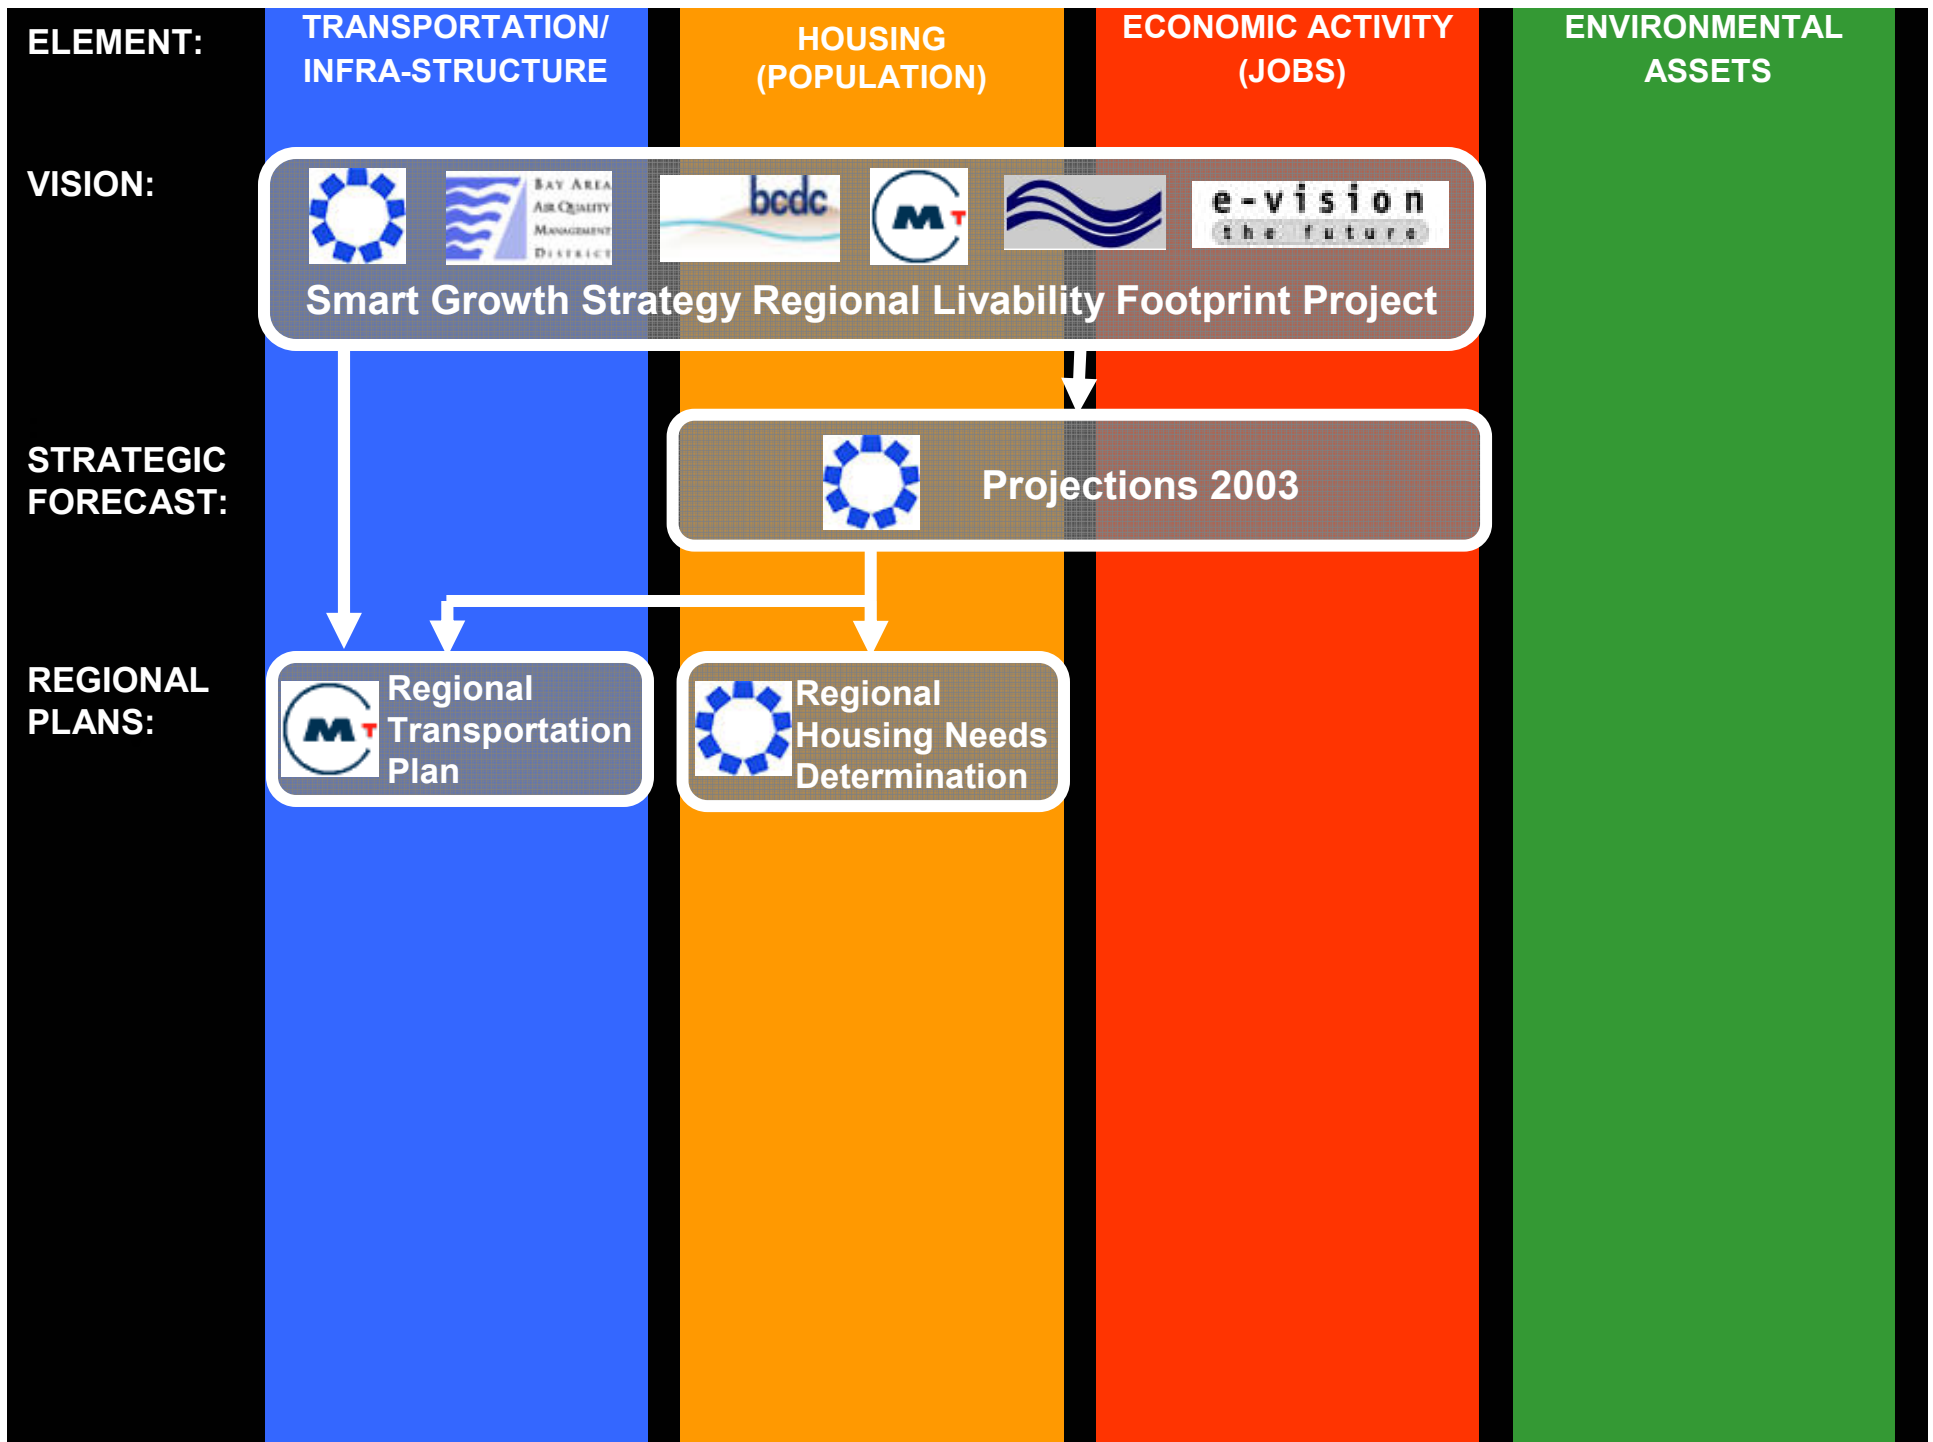 ELEMENT:
TRANSPORTATION/
INFRA-STRUCTURE
HOUSING
(POPULATION)
ECONOMIC ACTIVITY
(JOBS)
ENVIRONMENTAL
ASSETS
VISION:
BAY AREA
AIR QUALITY
MANAGEMENT
DISTRICT
bcdc
MT
e-vision
the future
Smart Growth Strategy Regional Livability Footprint Project
STRATEGIC
FORECAST:
Projections 2003
REGIONAL
PLANS:
MT
Regional
Transportation
Plan
Regional
Housing Needs
Determination